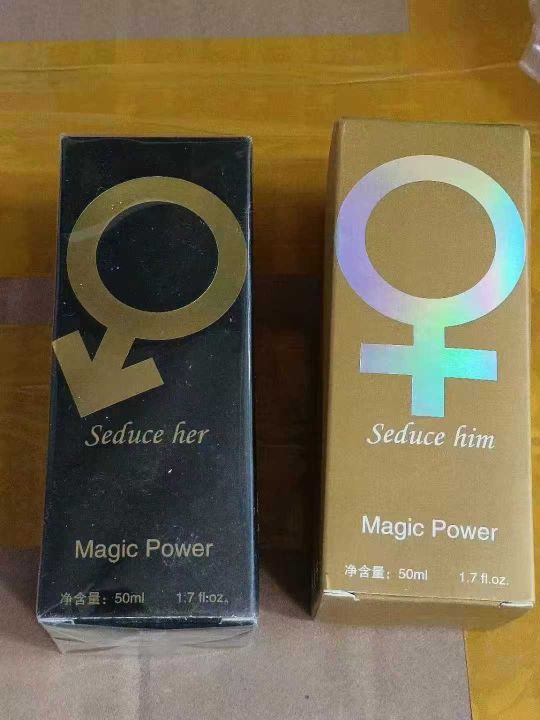 Seduce her
Magic Power
净含量：50ml 1.7 fl.oz.
Seduce him
Magic Power
净含量：50ml 1.7 fl.oz.